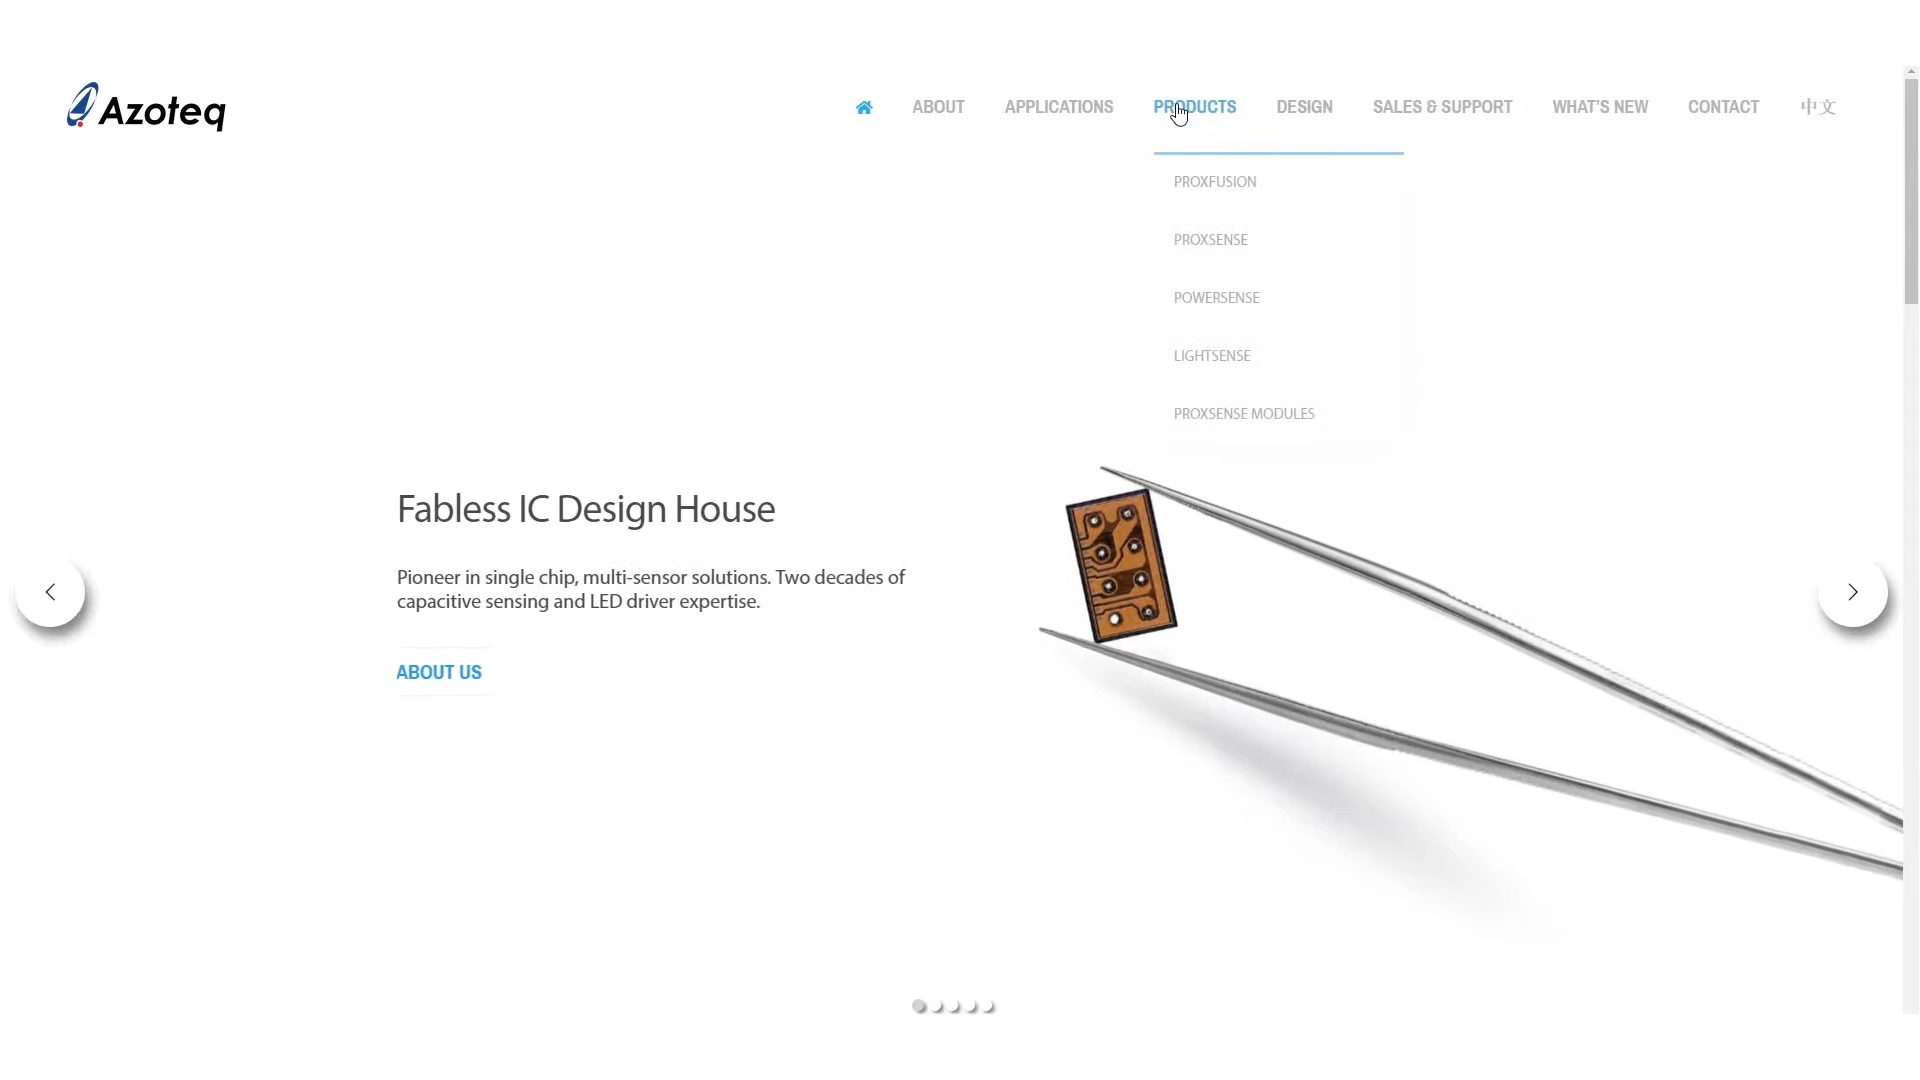 Azoteq
ABOUT
APPLICATIONS
PRODUCTS
DESIGN
SALES & SUPPORT
WHAT'S NEW
CONTACT
中文
PROXFUSION
PROXSENSE
POWERSENSE
LIGHTSENSE
PROXSENSE MODULES
Fabless IC Design House
Pioneer in single chip, multi-sensor solutions. Two decades of
capacitive sensing and LED driver expertise.
ABOUT US